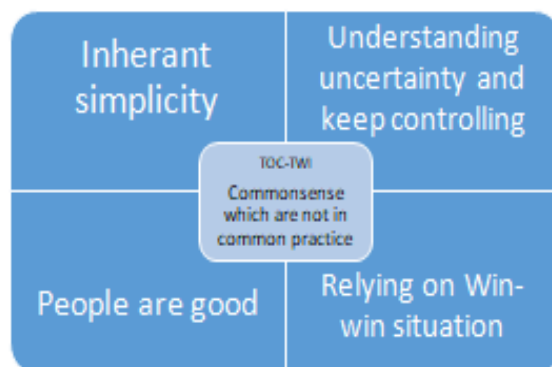 Inherant
simplicity
Understanding
uncertainty and
keep controlling
TOC-TWI
Commonsense
which are not in
common practice
People are good
Relying on Win-
win situation